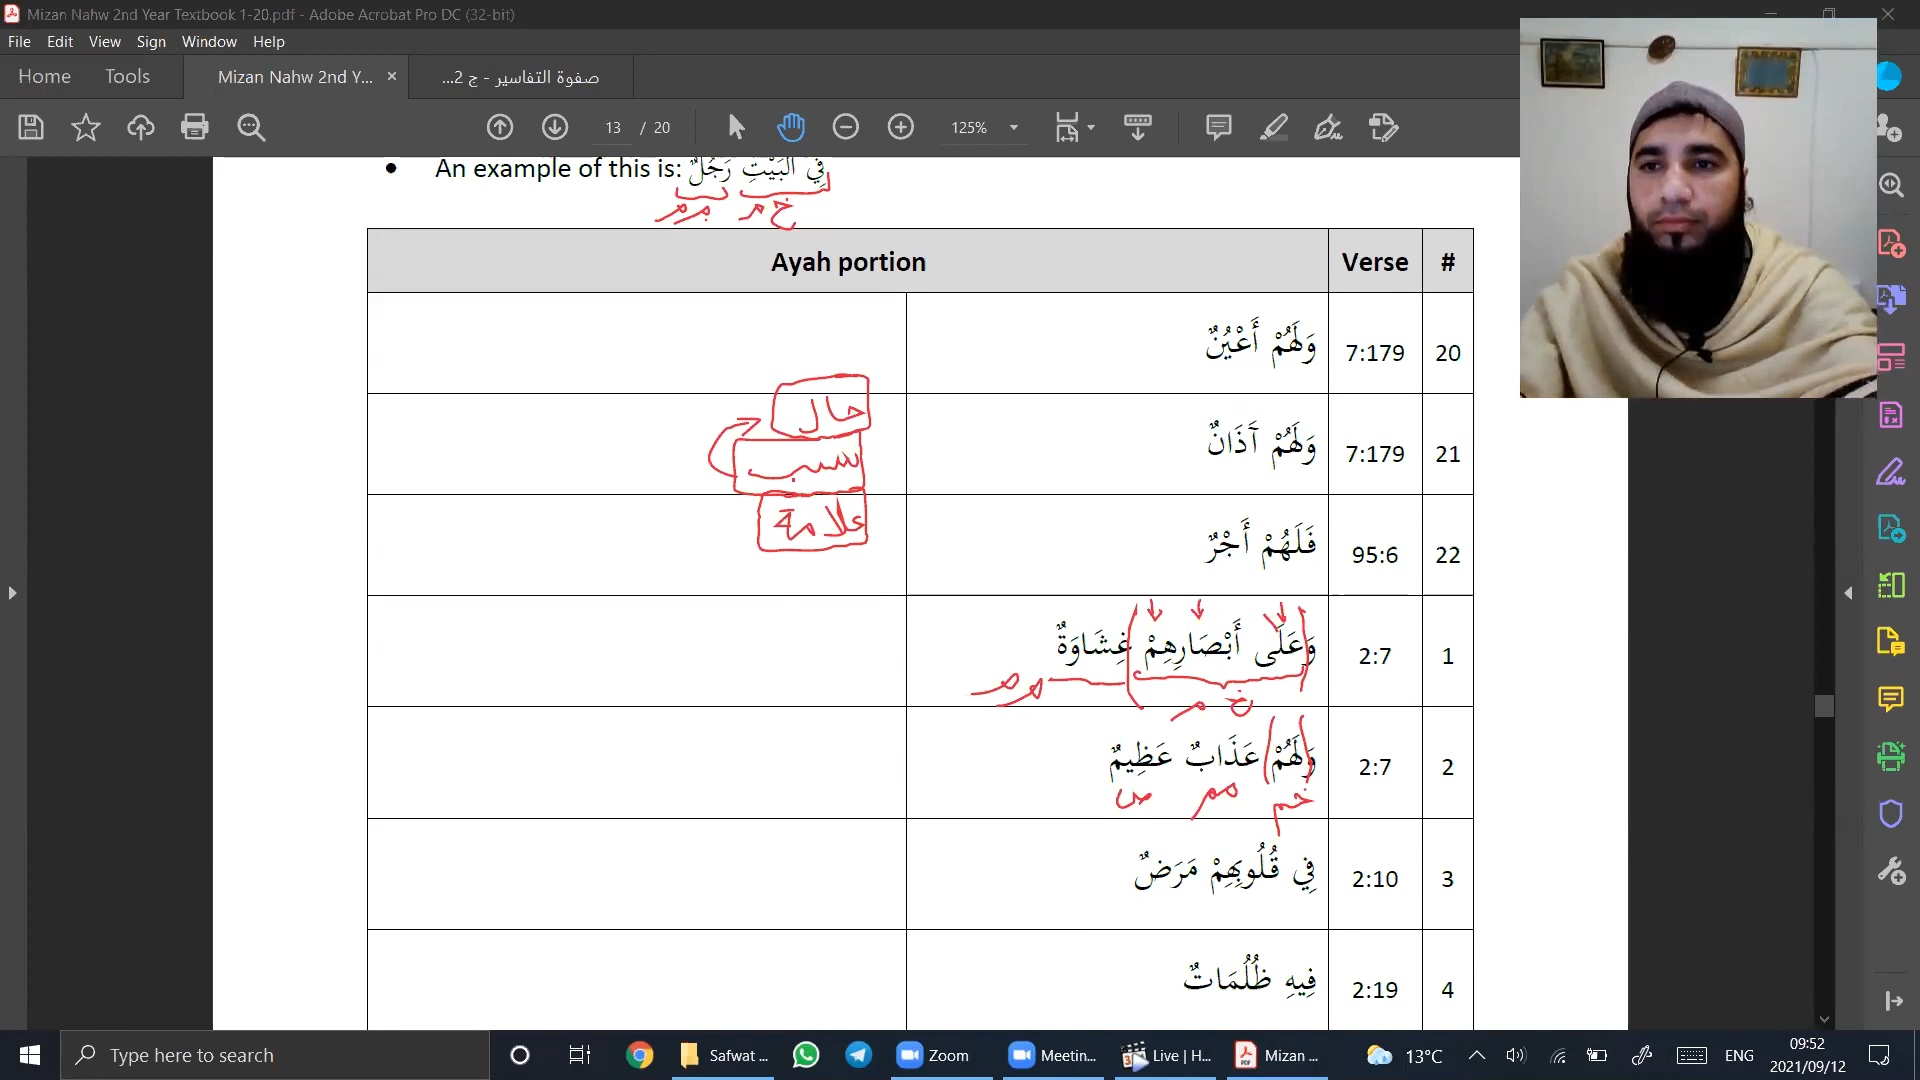 Mizan Nahw 2nd Year Textbook 1-20.pdf - Adobe Acrobat Pro DC (32-bit)
File Edit View Sign Window Help
Home Tools Mizan Nahw 2nd Y... × صفوة التفاسير - ج 2...
13 / 20 125%
• An example of this is: فِي الْبَيْتِ رَجُلٌ
خ م
Ayah portion Verse #
وَلَهُمْ أَعْيُنٌ 7:179 20
حال
وَلَهُمْ آَذَانٌ 7:179 21
سبب
فَلَهُمْ أَجْرٌ 95:6 22
علامة
وَعَلَى أَبْصَارِهِمْ غِشَاوَةٌ 2:7 1
خ م
وَلَهُمْ عَذَابٌ عَظِيمٌ 2:7 2
فِي قُلُوبِهِمْ مَرَضٌ 2:10 3
فِيهِ ظُلُمَاتٌ 2:19 4
Type here to search Safwat ... Zoom Meetin... Live | H... Mizan ... 13°C ENG 09:52
2021/09/12